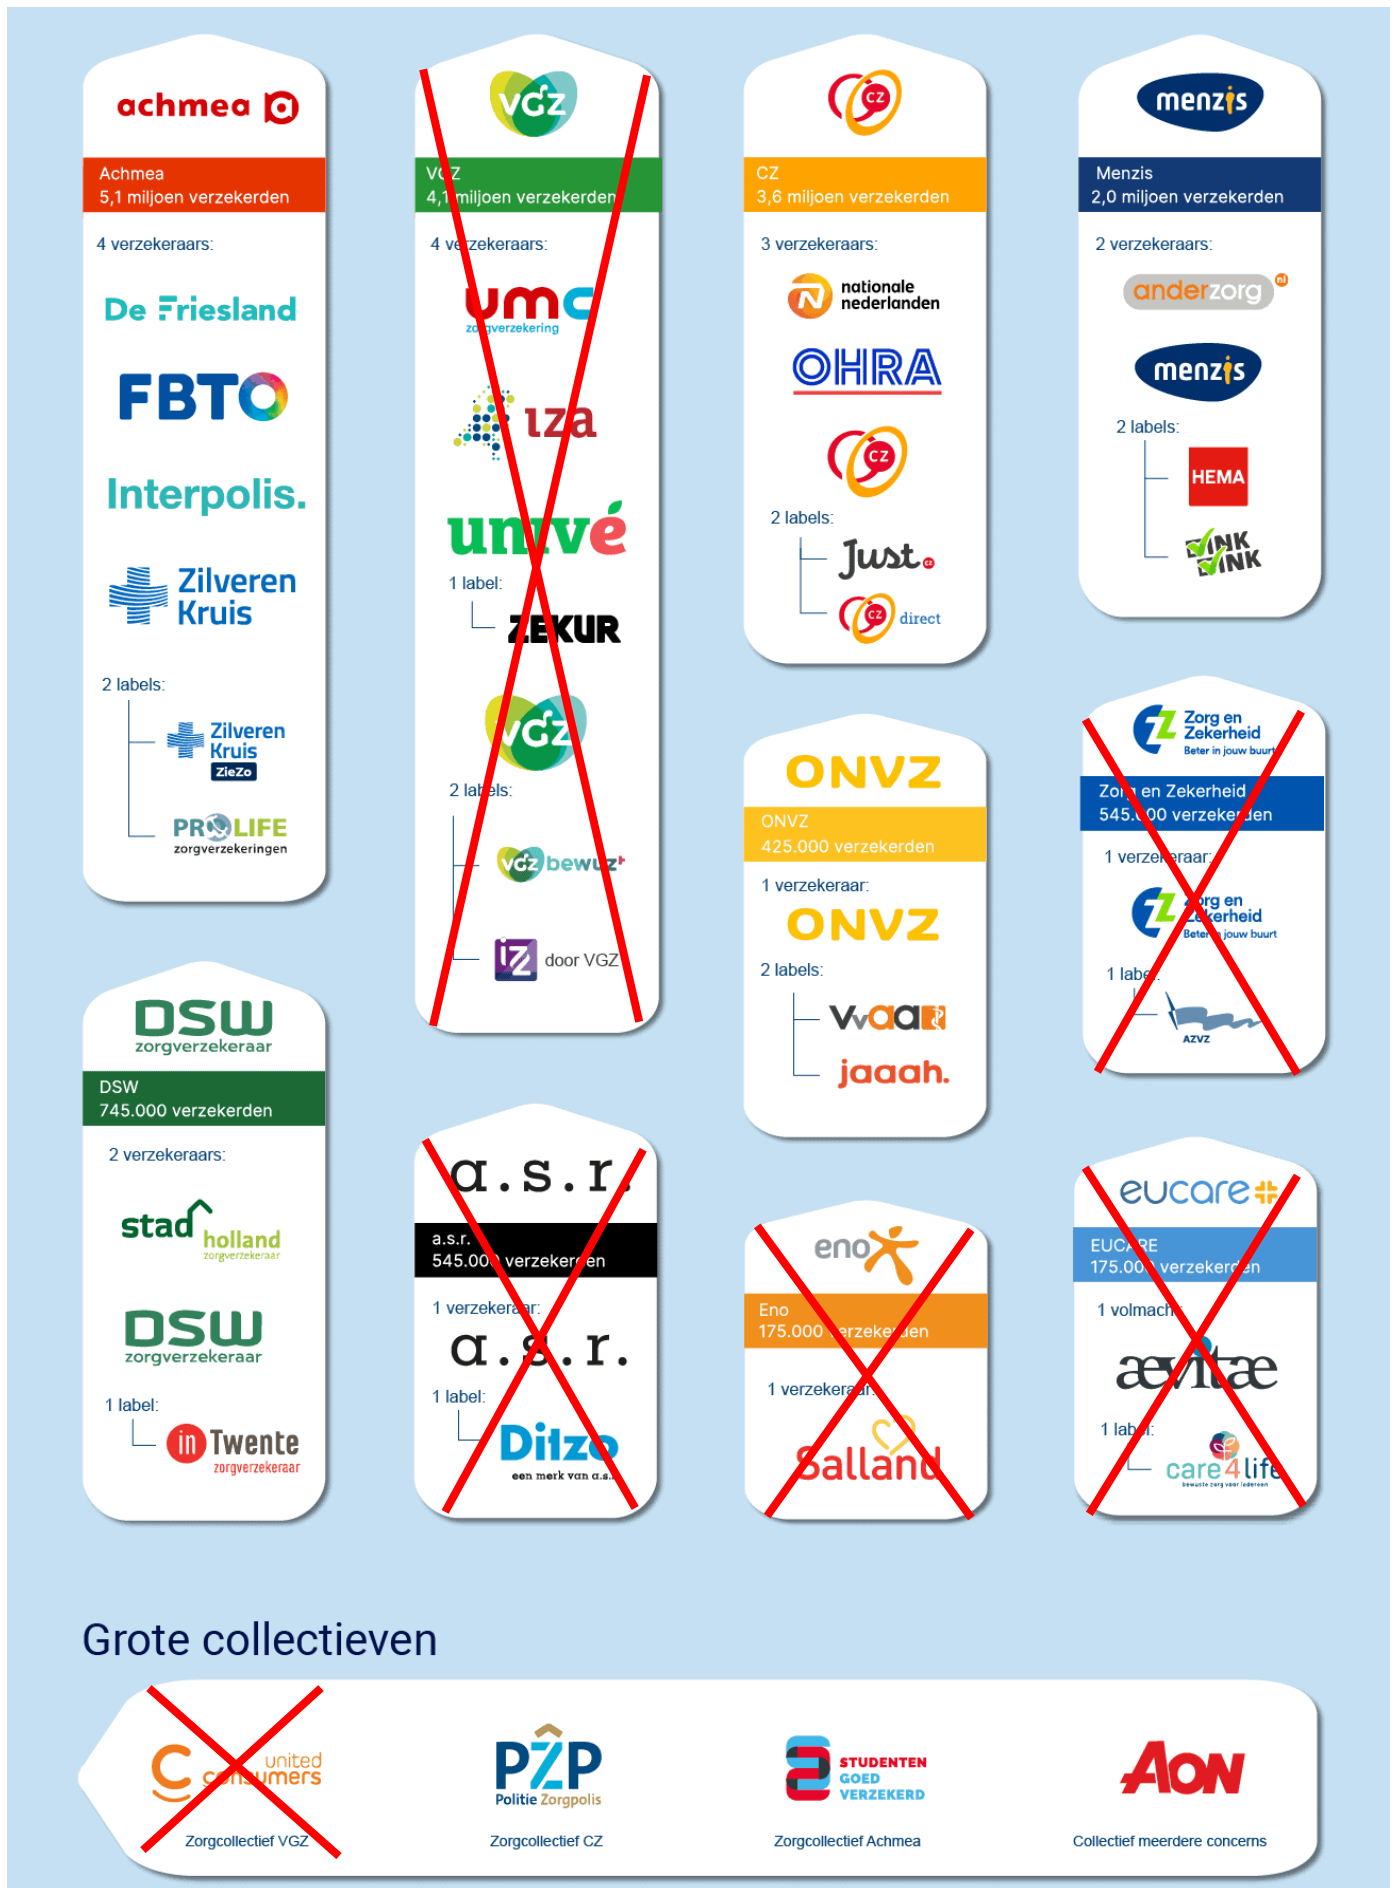 achmea
Achmea
5,1 miljoen verzekerden
4 verzekeraars:
De Friesland
FBTO
Interpolis.
Zilveren
Kruis
2 labels:
Zilveren
Kruis
ZieZo
PROLIFE
zorgverzekeringen
VGZ
VGZ
4,1 miljoen verzekerden
4 verzekeraars:
umc
zorgverzekering
ıza
univé
1 label:
ZEKUR
VGZ
2 labels:
VGZ bewuzt
iZZ door VGZ
CZ
CZ
3,6 miljoen verzekerden
3 verzekeraars:
nationale
nederlanden
OHRA
CZ
2 labels:
Just CZ
CZ direct
menzis
Menzis
2,0 miljoen verzekerden
2 verzekeraars:
anderzorg nl
menzis
2 labels:
HEMA
VINK
VINK
ONVZ
ONVZ
425.000 verzekerden
1 verzekeraar:
ONVZ
2 labels:
VvAA
jaaah.
Zorg en
Zekerheid
Beter in jouw buurt
Zorg en Zekerheid
545.000 verzekerden
1 verzekeraar:
Zorg en
Zekerheid
Beter in jouw buurt
1 label:
AZVZ
DSW
zorgverzekeraar
DSW
745.000 verzekerden
2 verzekeraars:
stad
holland
zorgverzekeraar
DSW
zorgverzekeraar
1 label:
in Twente
zorgverzekeraar
a.s.r.
a.s.r.
545.000 verzekerden
1 verzekeraar:
a.s.r.
1 label:
Ditzo
een merk van a.s.r.
eno
Eno
175.000 verzekerden
1 verzekeraar:
Salland
eucare
EUCARE
175.000 verzekerden
1 volmacht:
ævitae
1 label:
care4life
bewuste zorg voor iedereen
Grote collectieven
united
consumers
Zorgcollectief VGZ
PZP
Politie Zorgpolis
Zorgcollectief CZ
STUDENTEN
GOED
VERZEKERD
Zorgcollectief Achmea
AON
Collectief meerdere concerns